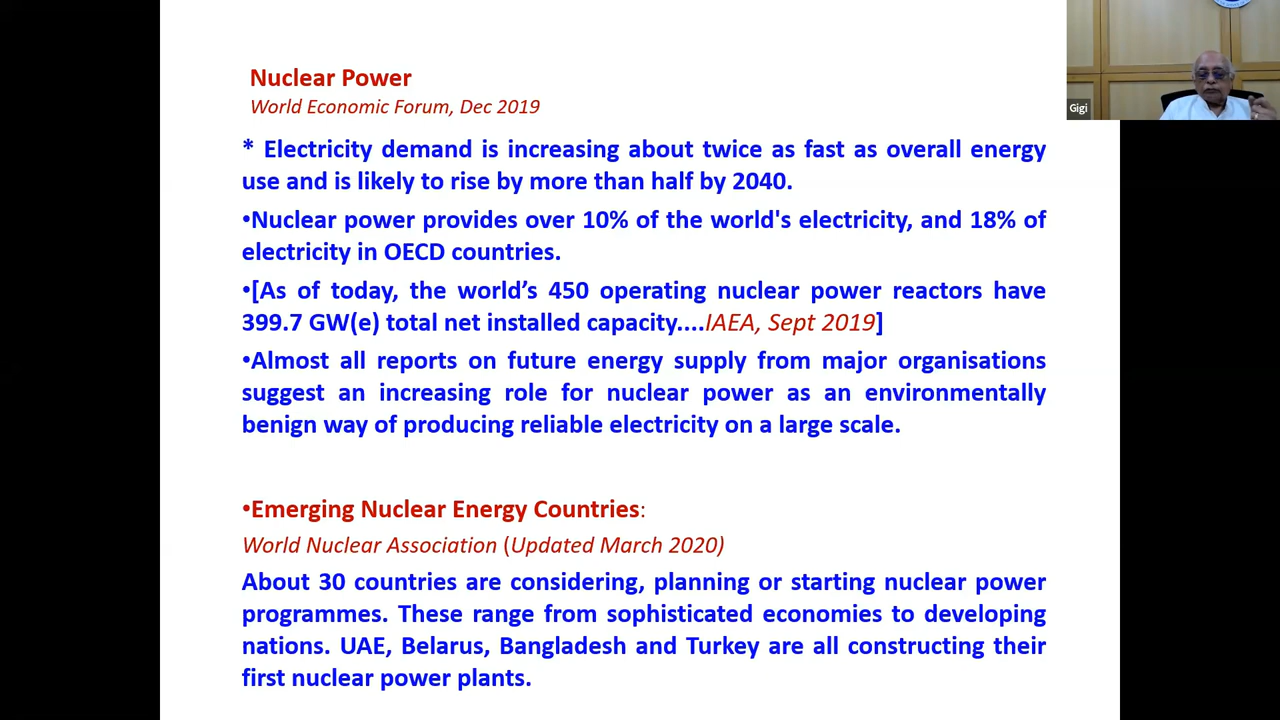 Nuclear Power
World Economic Forum, Dec 2019
* Electricity demand is increasing about twice as fast as overall energy
use and is likely to rise by more than half by 2040.
•Nuclear power provides over 10% of the world's electricity, and 18% of
electricity in OECD countries.
•[As of today, the world’s 450 operating nuclear power reactors have
399.7 GW(e) total net installed capacity....IAEA, Sept 2019]
•Almost all reports on future energy supply from major organisations
suggest an increasing role for nuclear power as an environmentally
benign way of producing reliable electricity on a large scale.
•Emerging Nuclear Energy Countries:
World Nuclear Association (Updated March 2020)
About 30 countries are considering, planning or starting nuclear power
programmes. These range from sophisticated economies to developing
nations. UAE, Belarus, Bangladesh and Turkey are all constructing their
first nuclear power plants.
Gigi